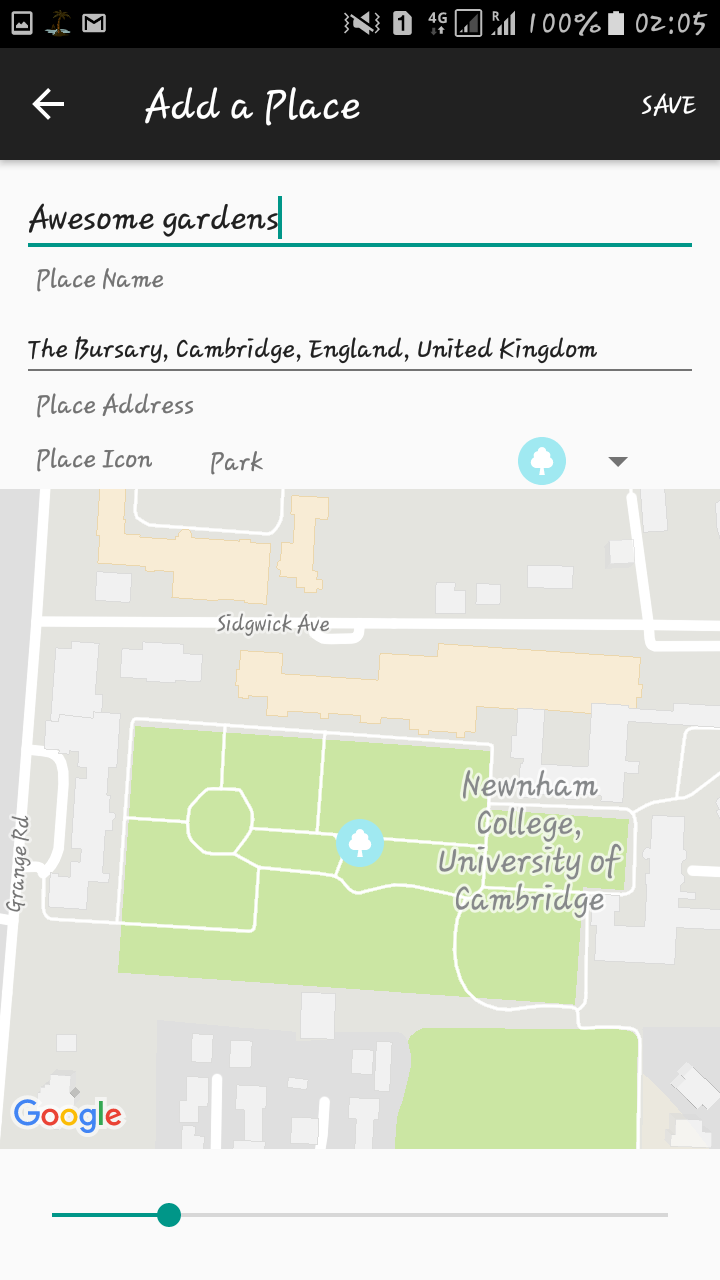 1 4G R 100% 02:05
Add a Place SAVE
Awesome gardens
Place Name
The Bursary, Cambridge, England, United Kingdom
Place Address
Place Icon Park
Sidgwick Ave
Newnham
College,
University of
Cambridge
Grange Rd
Google